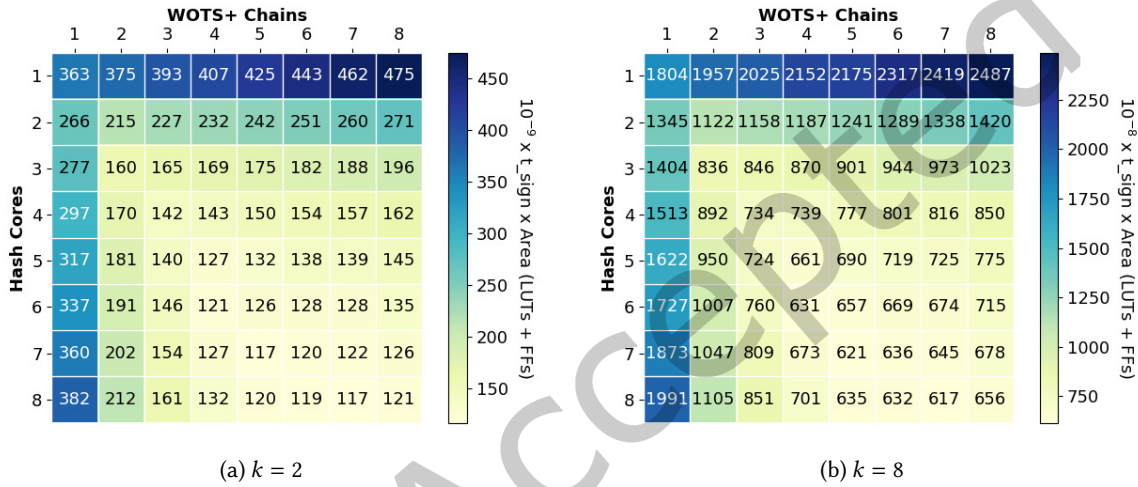 WOTS+ Chains
1 2 3 4 5 6 7 8
1 363 375 393 407 425 443 462 475
2 266 215 227 232 242 251 260 271
3 277 160 165 169 175 182 188 196
4 297 170 142 143 150 154 157 162
5 317 181 140 127 132 138 139 145
6 337 191 146 121 126 128 128 135
7 360 202 154 127 117 120 122 126
8 382 212 161 132 120 119 117 121
Hash Cores
450
400
350
300
250
200
150
10⁻⁹ x t_sign x Area (LUTs + FFs)
(a) k = 2
WOTS+ Chains
1 2 3 4 5 6 7 8
1 1804 1957 2025 2152 2175 2317 2419 2487
2 1345 1122 1158 1187 1241 1289 1338 1420
3 1404 836 846 870 901 944 973 1023
4 1513 892 734 739 777 801 816 850
5 1622 950 724 661 690 719 725 775
6 1727 1007 760 631 657 669 674 715
7 1873 1047 809 673 621 636 645 678
8 1991 1105 851 701 635 632 617 656
Hash Cores
2250
2000
1750
1500
1250
1000
750
10⁻⁸ x t_sign x Area (LUTs + FFs)
(b) k = 8
Accepted